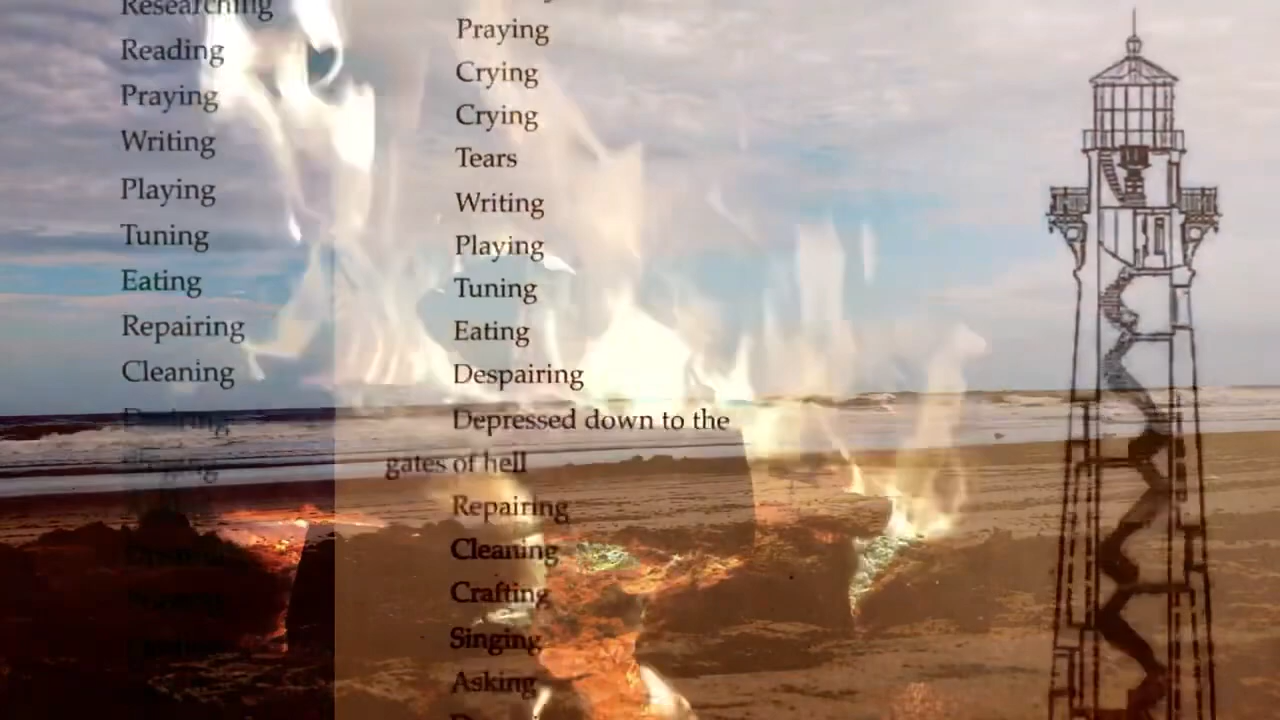 Researching
Reading
Praying
Writing
Playing
Tuning
Eating
Repairing
Cleaning
Praying
Crying
Crying
Tears
Writing
Playing
Tuning
Eating
Despairing
Depressed down to the
gates of hell
Repairing
Cleaning
Crafting
Singing
Asking